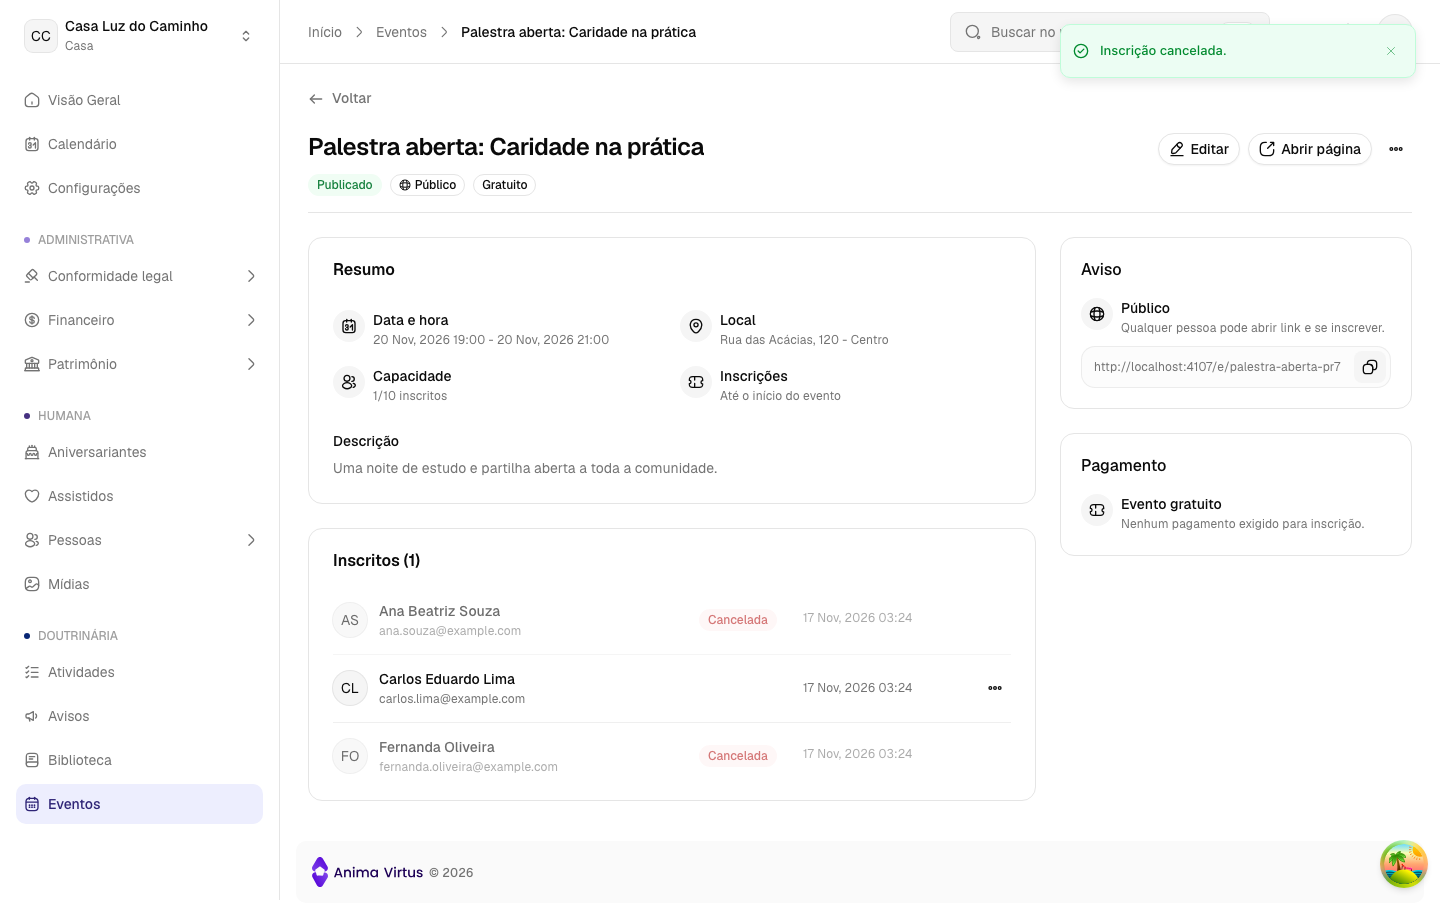 CC
Casa Luz do Caminho
Casa
Visão Geral
Calendário
Configurações
ADMINISTRATIVA
Conformidade legal
Financeiro
Patrimônio
HUMANA
Aniversariantes
Assistidos
Pessoas
Mídias
DOUTRINÁRIA
Atividades
Avisos
Biblioteca
Eventos
Início
Eventos
Palestra aberta: Caridade na prática
Buscar no
Inscrição cancelada.
Voltar
Palestra aberta: Caridade na prática
Editar
Abrir página
Publicado
Público
Gratuito
Resumo
Data e hora
20 Nov, 2026 19:00 - 20 Nov, 2026 21:00
Local
Rua das Acácias, 120 - Centro
Capacidade
1/10 inscritos
Inscrições
Até o início do evento
Descrição
Uma noite de estudo e partilha aberta a toda a comunidade.
Inscritos (1)
AS
Ana Beatriz Souza
ana.souza@example.com
Cancelada
17 Nov, 2026 03:24
CL
Carlos Eduardo Lima
carlos.lima@example.com
17 Nov, 2026 03:24
FO
Fernanda Oliveira
fernanda.oliveira@example.com
Cancelada
17 Nov, 2026 03:24
Aviso
Público
Qualquer pessoa pode abrir link e se inscrever.
http://localhost:4107/e/palestra-aberta-pr7
Pagamento
Evento gratuito
Nenhum pagamento exigido para inscrição.
Anima Virtus © 2026